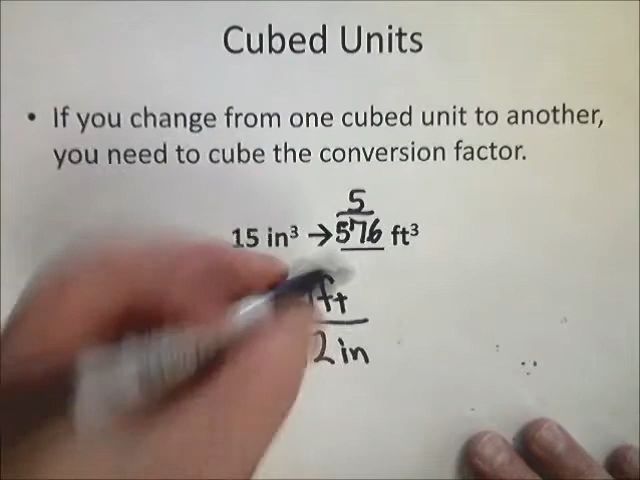 Cubed Units
• If you change from one cubed unit to another,
you need to cube the conversion factor.
5
15 in³ → 576 ft³
ft
2 in